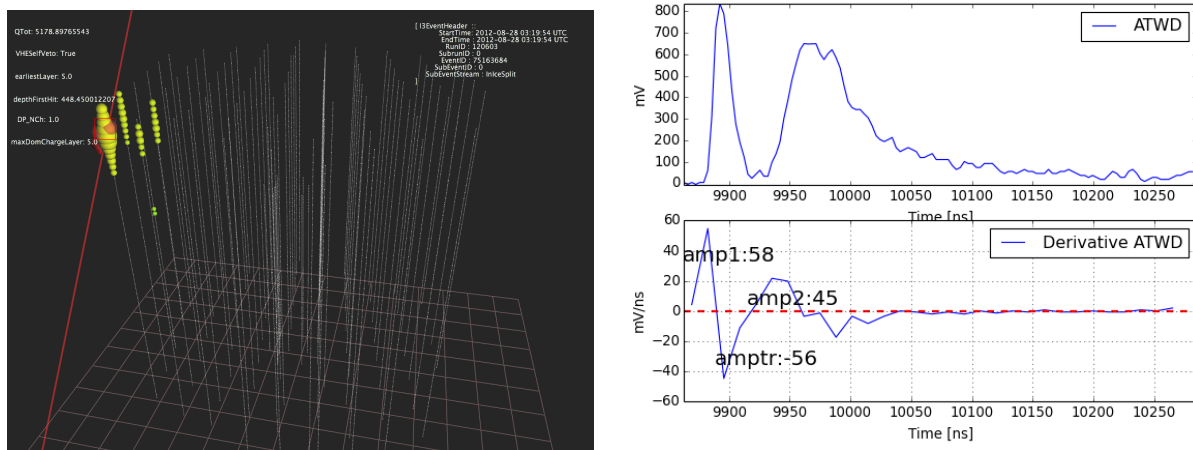 QTot: 5178.89765543
VHESelfVeto: True
earliestLayer: 5.0
depthFirstHit: 448.450012207
DP_NCh: 1.0
maxDomChargeLayer: 5.0
[ I3EventHeader ::
StartTime: 2012-08-28 03:19:54 UTC
EndTime : 2012-08-28 03:19:54 UTC
RunID : 120603
SubrunID : 0
EventID : 75163684
SubEventID : 0
SubEventStream : InIceSplit
]
ATWD
mV
800
700
600
500
400
300
200
100
0
9900 9950 10000 10050 10100 10150 10200 10250
Time [ns]
Derivative ATWD
mV/ns
60
40
20
0
−20
−40
−60
amp1:58
amp2:45
amptr:-56
9900 9950 10000 10050 10100 10150 10200 10250
Time [ns]